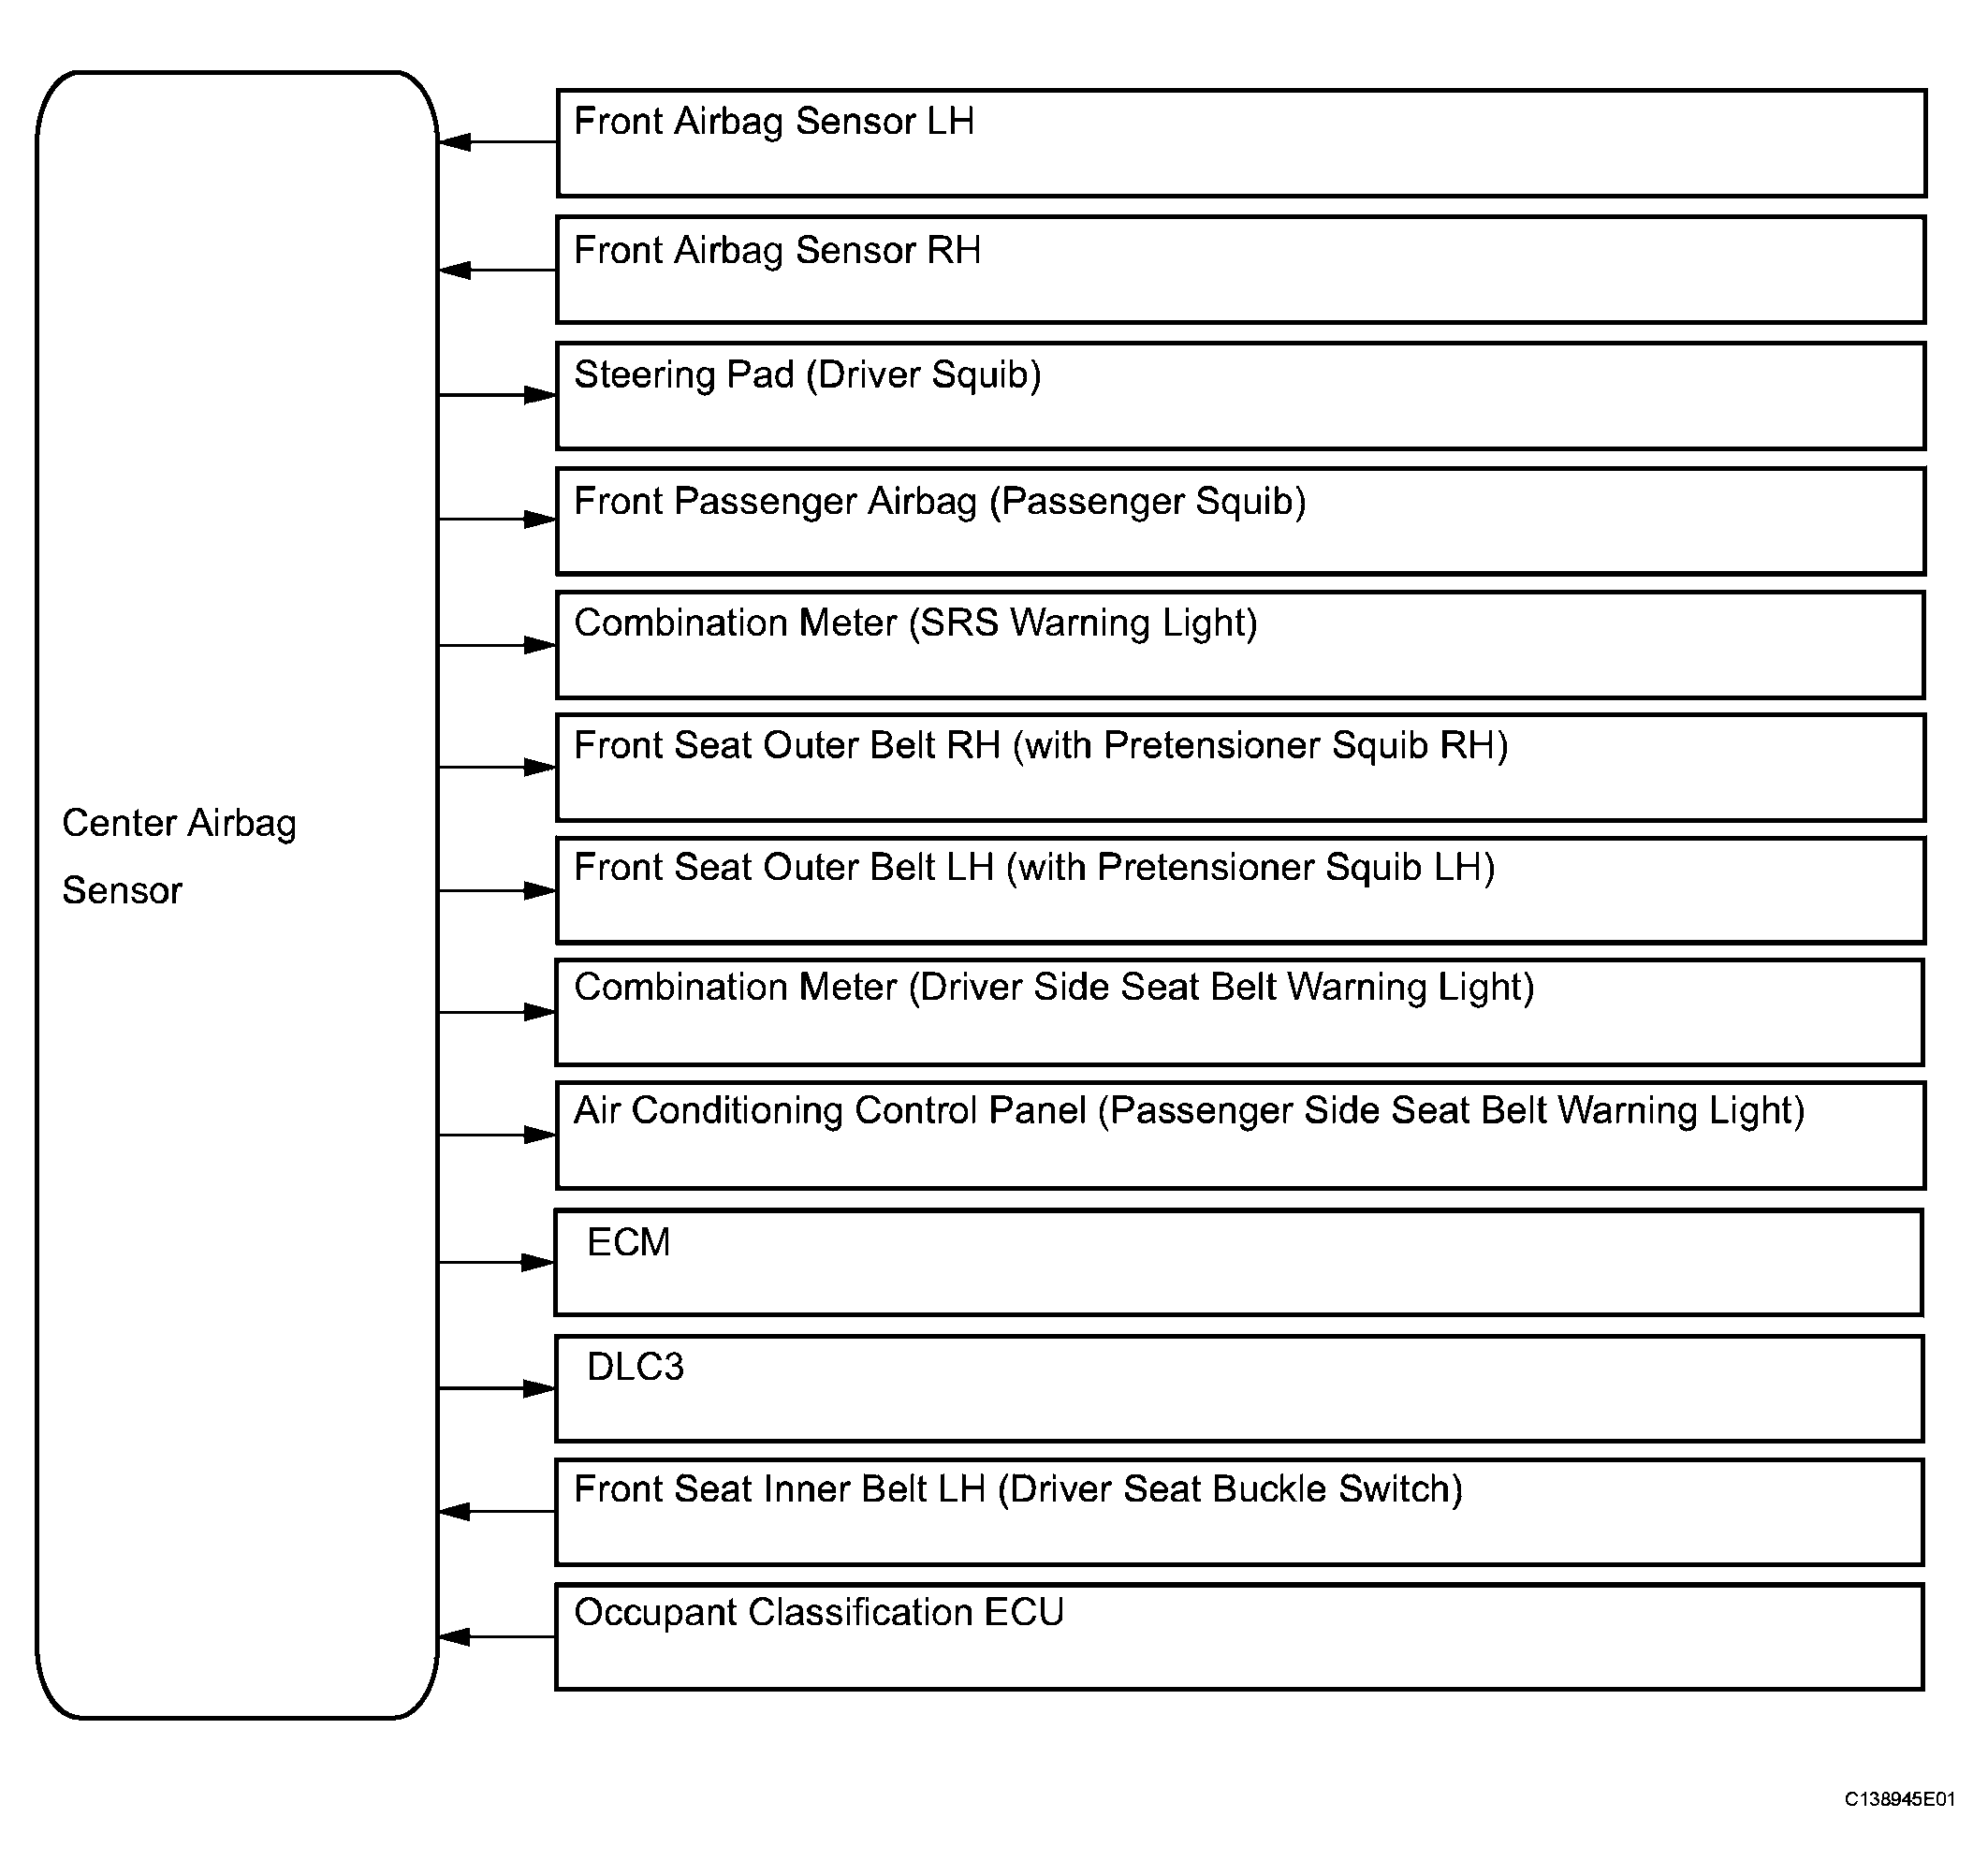 Front Airbag Sensor LH
Front Airbag Sensor RH
Steering Pad (Driver Squib)
Front Passenger Airbag (Passenger Squib)
Combination Meter (SRS Warning Light)
Front Seat Outer Belt RH (with Pretensioner Squib RH)
Center Airbag
Sensor
Front Seat Outer Belt LH (with Pretensioner Squib LH)
Combination Meter (Driver Side Seat Belt Warning Light)
Air Conditioning Control Panel (Passenger Side Seat Belt Warning Light)
ECM
DLC3
Front Seat Inner Belt LH (Driver Seat Buckle Switch)
Occupant Classification ECU
C138945E01